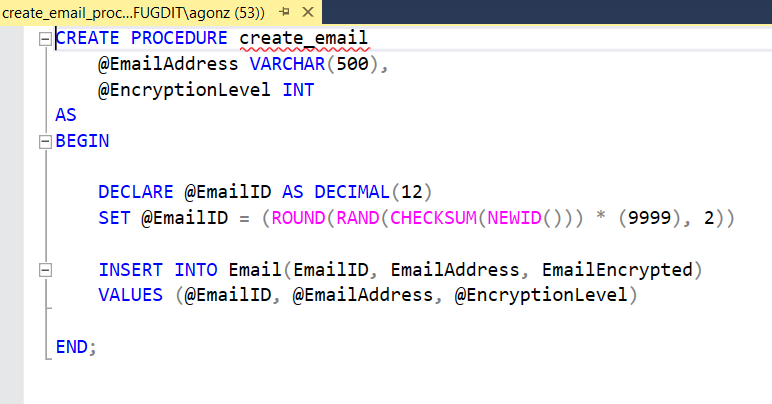 create_email_proc...FUGDIT\agonz (53))
CREATE PROCEDURE create_email
@EmailAddress VARCHAR(500),
@EncryptionLevel INT
AS
BEGIN
DECLARE @EmailID AS DECIMAL(12)
SET @EmailID = (ROUND(RAND(CHECKSUM(NEWID())) * (9999), 2))
INSERT INTO Email(EmailID, EmailAddress, EmailEncrypted)
VALUES (@EmailID, @EmailAddress, @EncryptionLevel)
END;